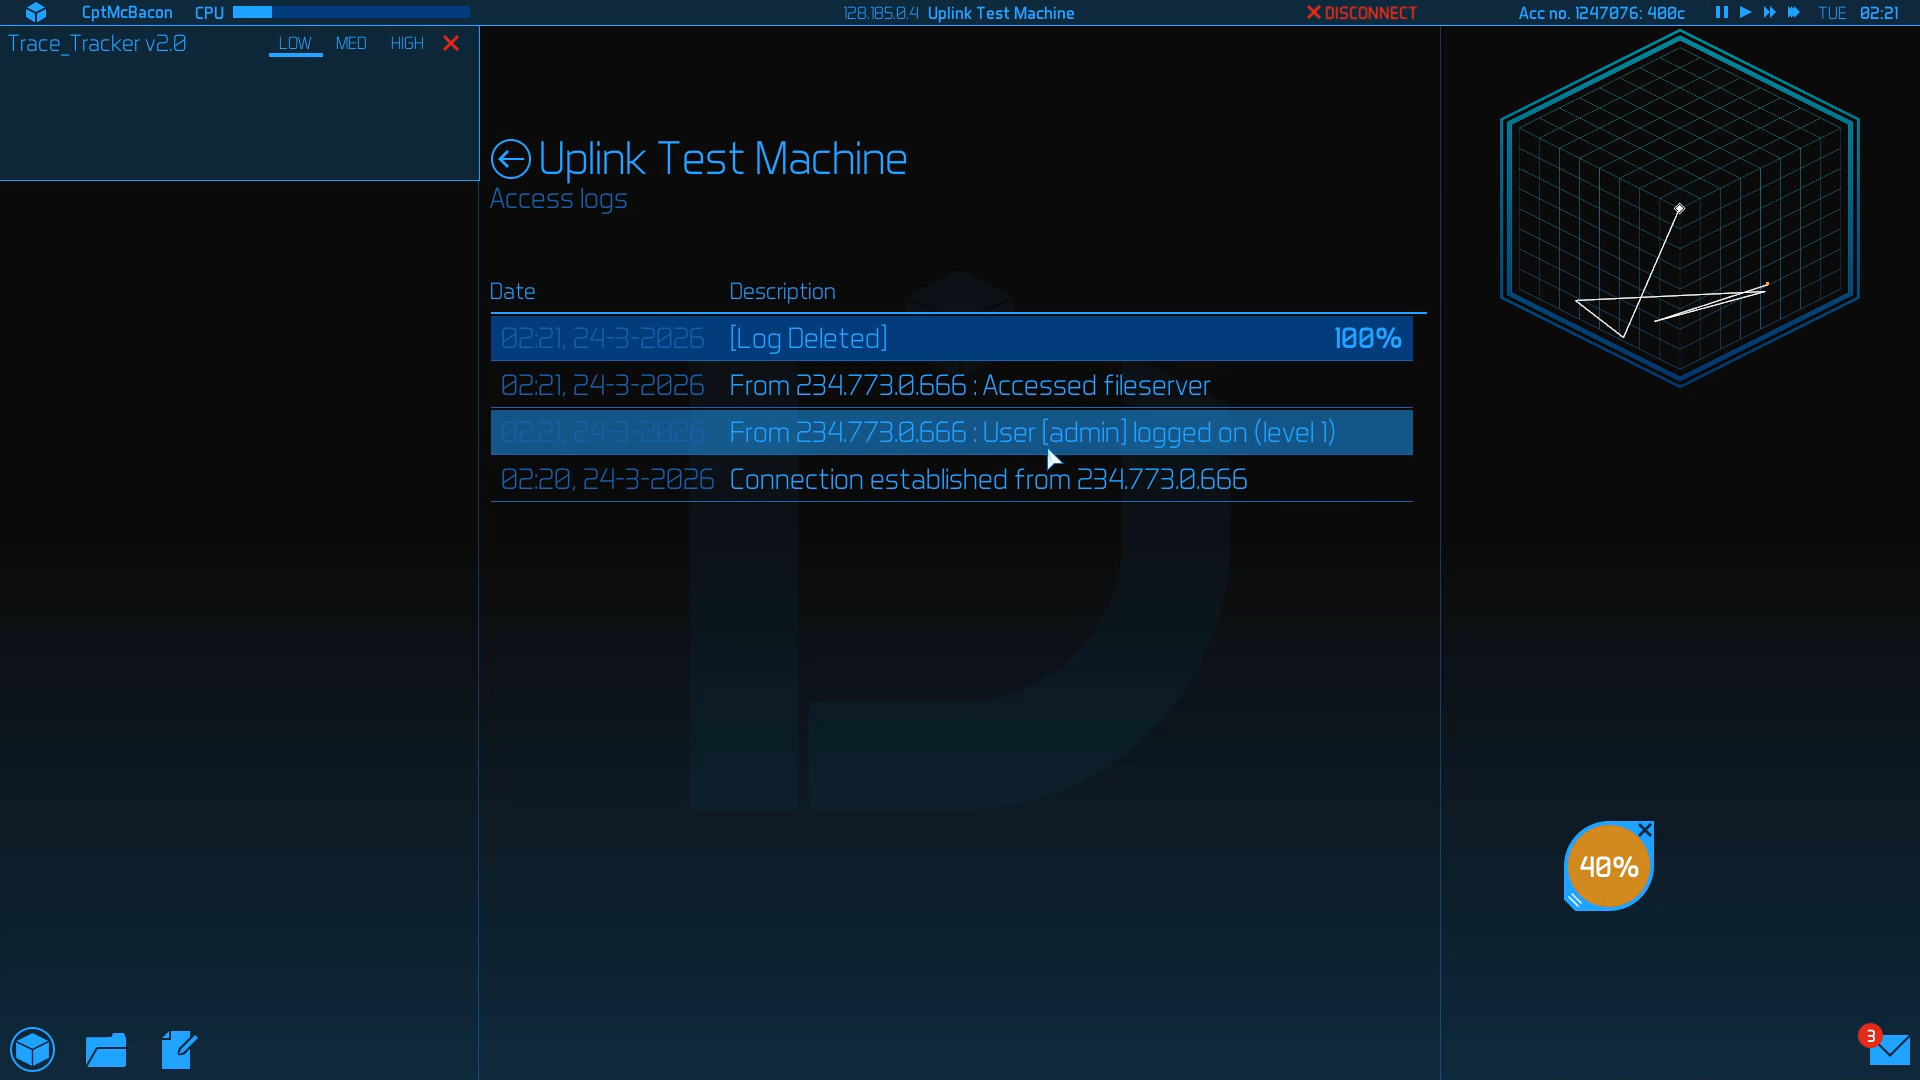 CptMcBacon CPU 128.185.0.4 Uplink Test Machine DISCONNECT Acc no. 1247076: 400c TUE 02:21
Trace_Tracker v2.0 LOW MED HIGH
Uplink Test Machine
Access logs
Date Description
02:21, 24-3-2026 [Log Deleted] 100%
02:21, 24-3-2026 From 234.773.0.666 : Accessed fileserver
02:21, 24-3-2026 From 234.773.0.666 : User [admin] logged on (level 1)
02:20, 24-3-2026 Connection established from 234.773.0.666
40%
3